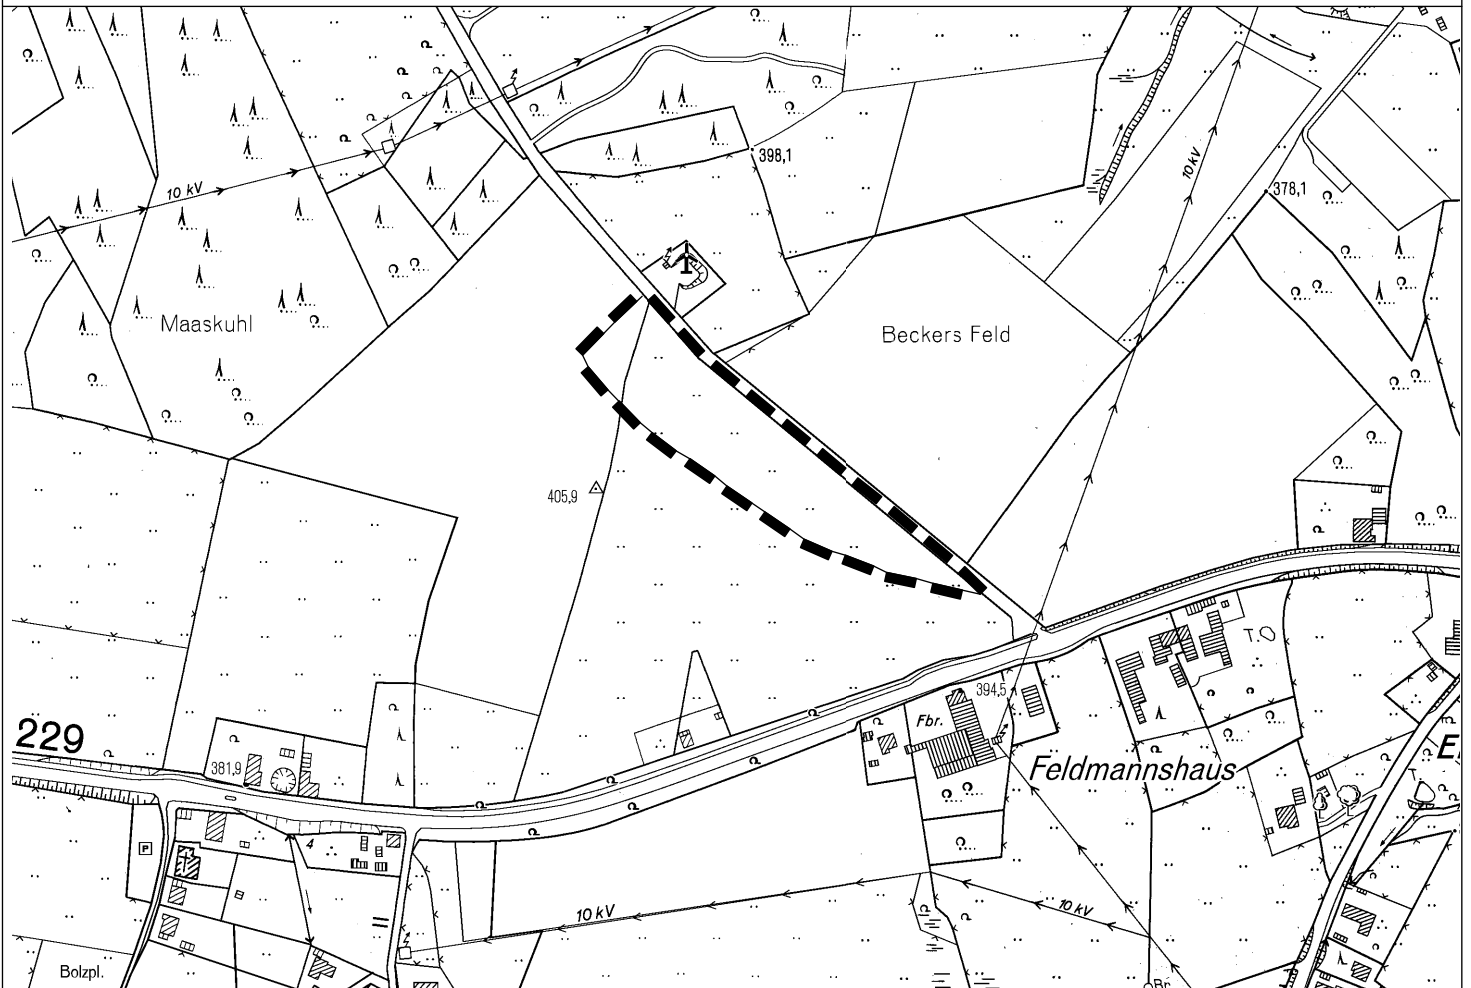 398,1
10 kV
10 kV
378,1
Maaskuhl
Beckers Feld
405,9
T.O
394,5
Fbr.
229
381,9
Feldmannshaus
4
P
10 kV
10 kV
Bolzpl.
Br.